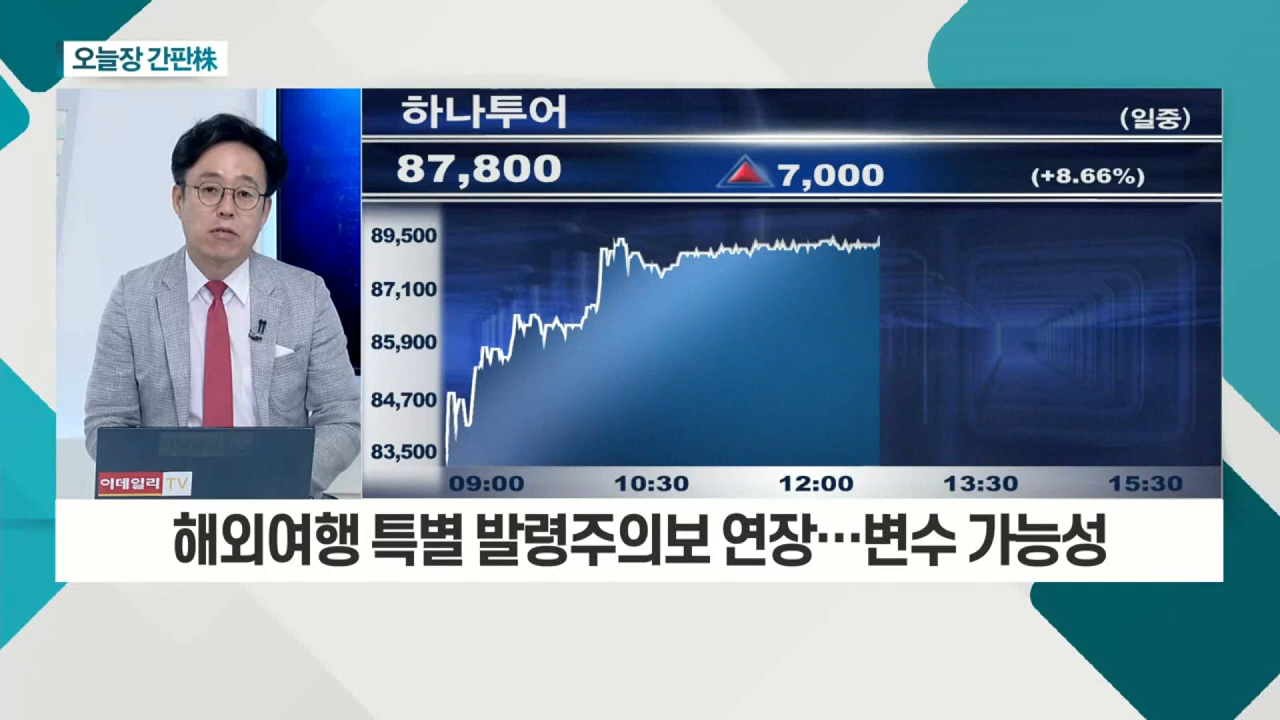 오늘장 간판株
하나투어
(일중)
87,800 ▲ 7,000 (+8.66%)
89,500
87,100
85,900
84,700
83,500
09:00 10:30 12:00 13:30 15:30
이데일리 TV
해외여행 특별 발령주의보 연장…변수 가능성